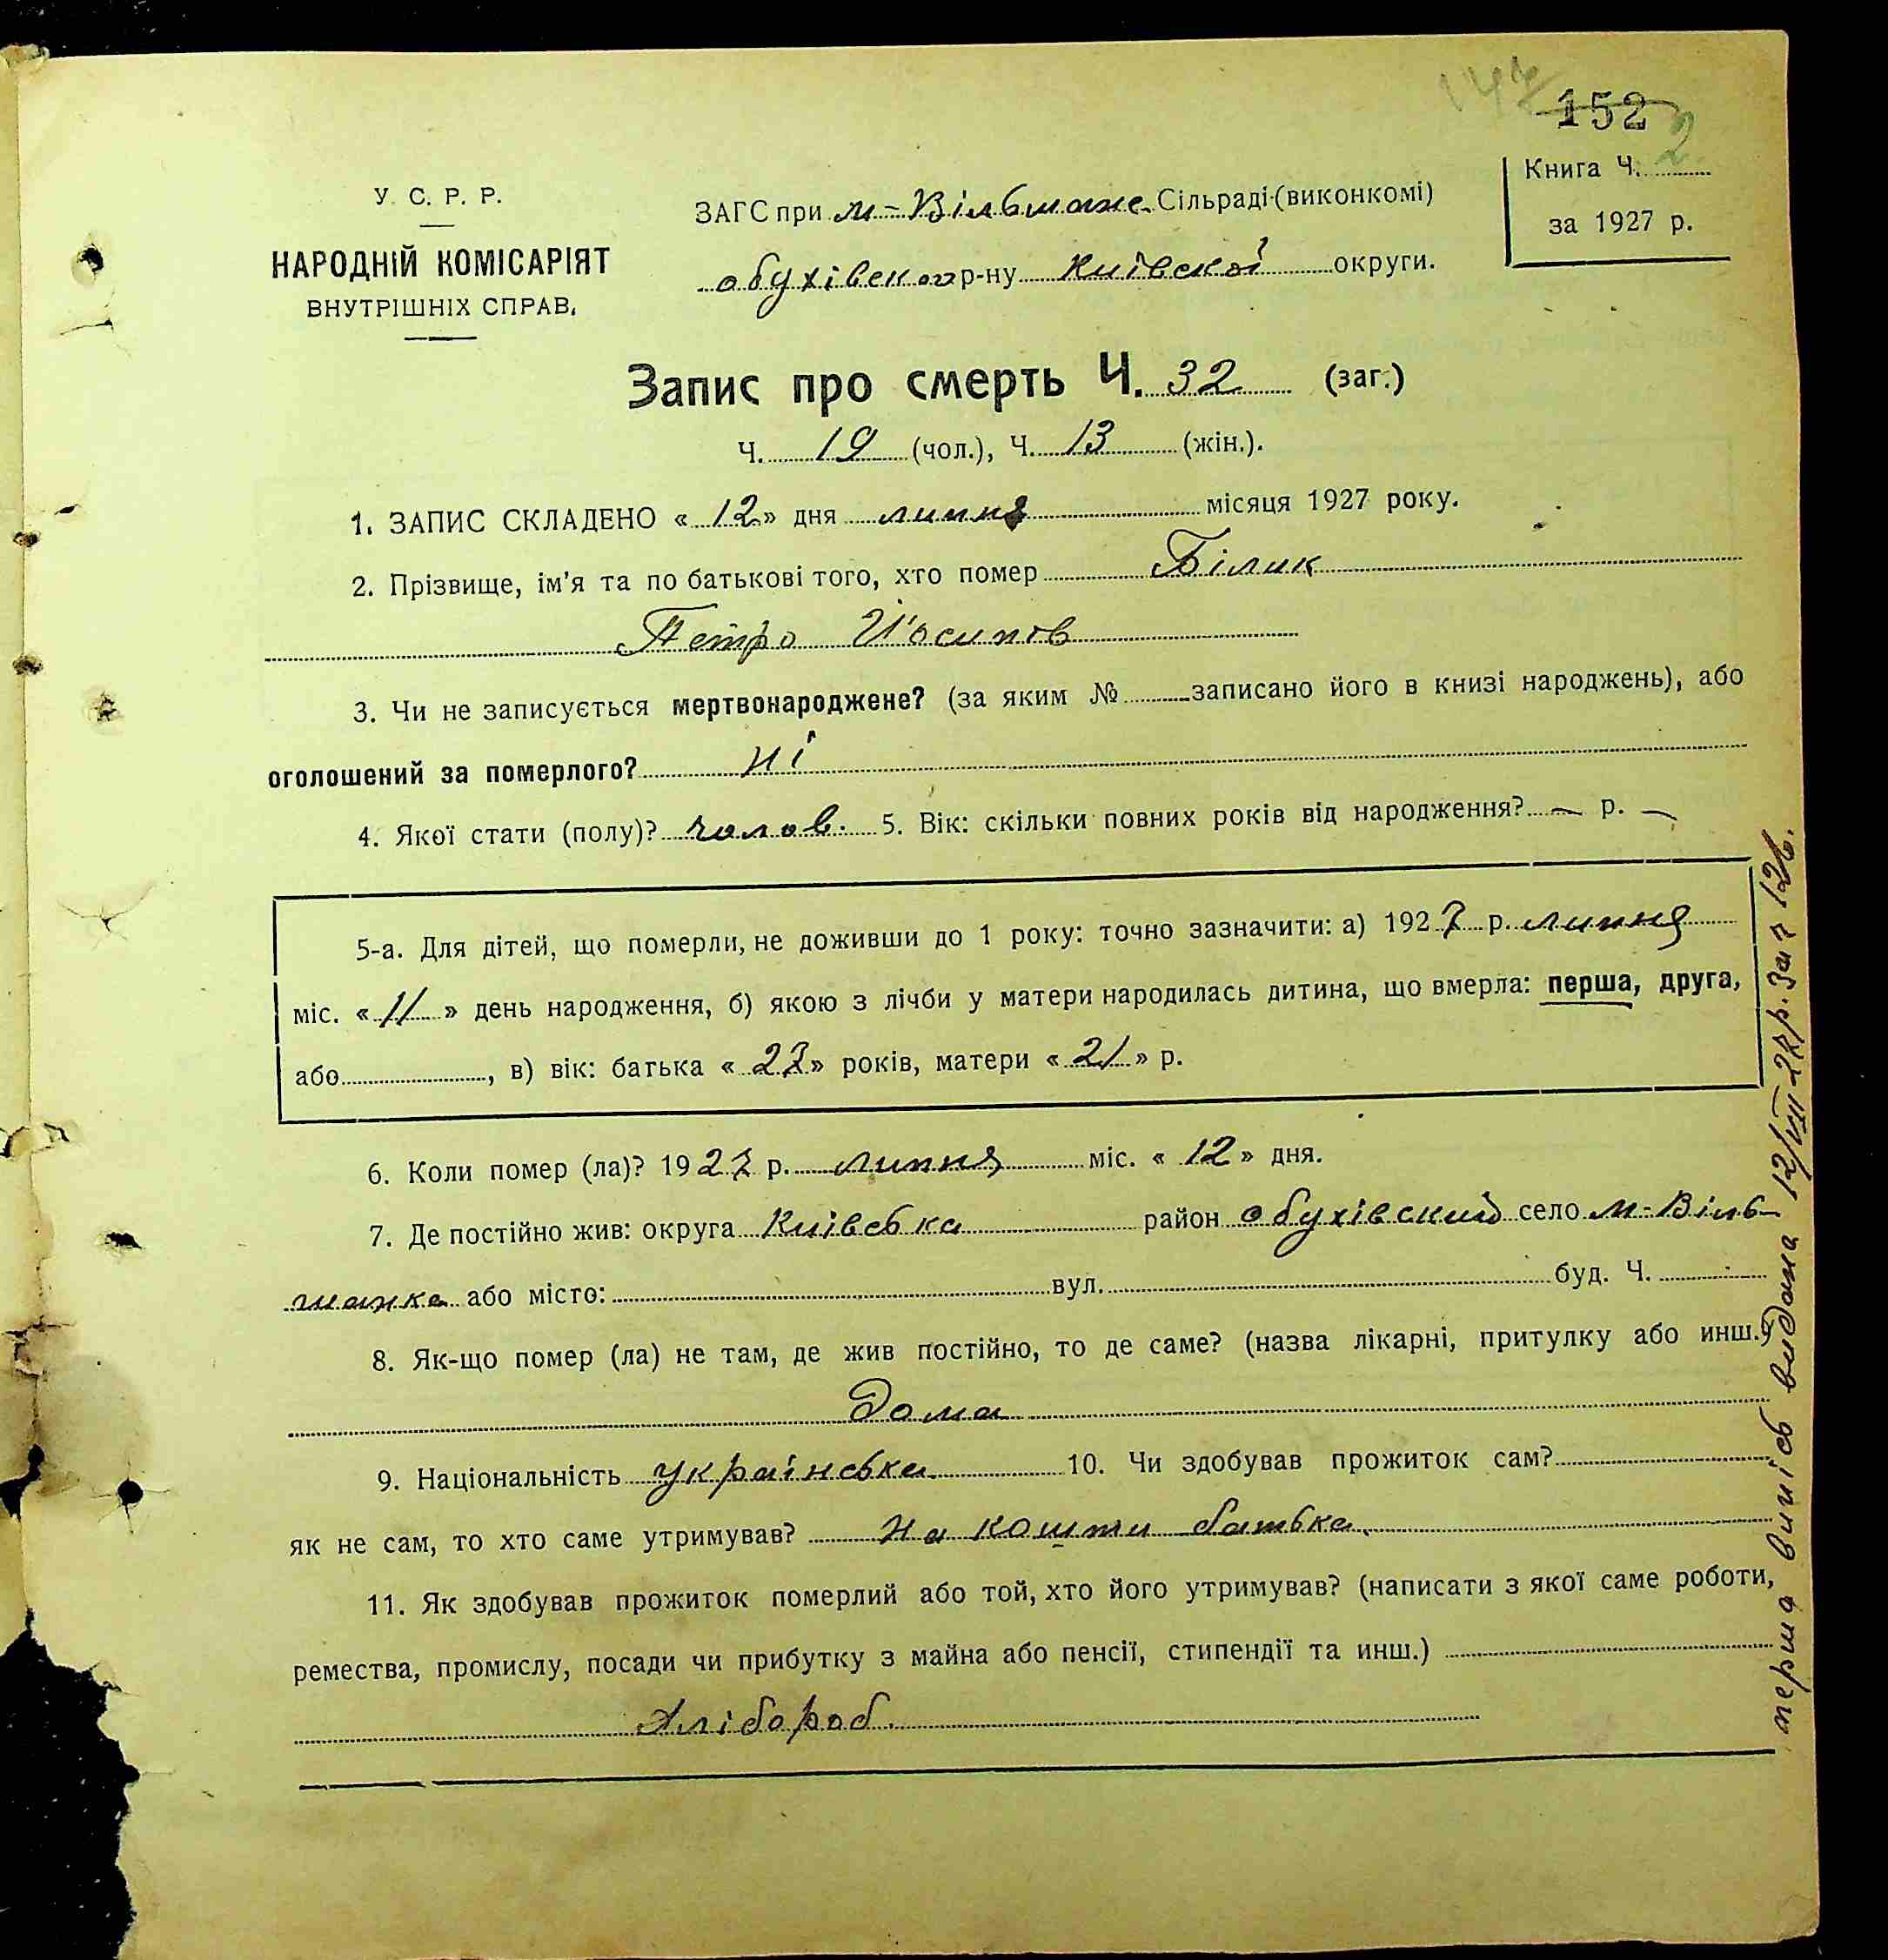 147
152
2
Книга Ч.
за 1927 р.
У. С. Р. Р.
НАРОДНІЙ КОМІСАРІЯТ
ВНУТРІШНІХ СПРАВ.
ЗАГС при м-Вільшанс. Сільраді (виконкомі)
обухівског р-ну Київскої округи.
Запис про смерть Ч. 32 (заг.)
Ч. 19 (чол.), Ч. 13 (жін.).
1. ЗАПИС СКЛАДЕНО « 12 » дня липня місяця 1927 року.
2. Прізвище, ім'я та по батькові того, хто помер Білик
Петро Йосипов
3. Чи не записується мертвонароджене? (за яким № записано його в книзі народжень), або
оголошений за померлого? ні
4. Якої стати (полу)? чолов. 5. Вік: скільки повних років від народження? — р. —
5-а. Для дітей, що померли, не доживши до 1 року: точно зазначити: а) 1927 р. липня
міс. « 11 » день народження, б) якою з лічби у матери народилась дитина, що вмерла: перша, друга,
або , в) вік: батька « 27 » років, матери « 21 » р.
6. Коли помер (ла)? 1927 р. липня міс. « 12 » дня.
7. Де постійно жив: округа Київська район обухівський село м-Віль-
шанка або місто: вул. буд. Ч.
8. Як-що помер (ла) не там, де жив постійно, то де саме? (назва лікарні, притулку або инш.)
Дома
9. Національність українська 10. Чи здобував прожиток сам?
як не сам, то хто саме утримував? на кошти батька.
11. Як здобував прожиток померлий або той, хто його утримував? (написати з якої саме роботи,
ремества, промислу, посади чи прибутку з майна або пенсії, стипендії та инш.)
Хлібороб.
перша випісь видана 12/VII 27 р. за ч 126.